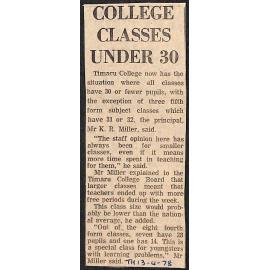 COLLEGE
CLASSES
UNDER 30
Timaru College now has the
situation where all classes
have 30 or fewer pupils, with
the exception of three fifth
form subject classes which
have 31 or 32, the principal,
Mr K. R. Miller, said.
"The staff opinion here has
always been for smaller
classes, even if it means
more time spent in teaching
for them," he said.
Mr Miller explained to the
Timaru College Board that
larger classes meant that
teachers ended up with more
free periods during the week.
This class size would prob-
ably be lower than the nation-
al average, he added.
"Out of the eight fourth
form classes, seven have 28
pupils and one has 14. This is
a special class for youngsters
with learning problems," Mr
Miller said. TH 13-4-78